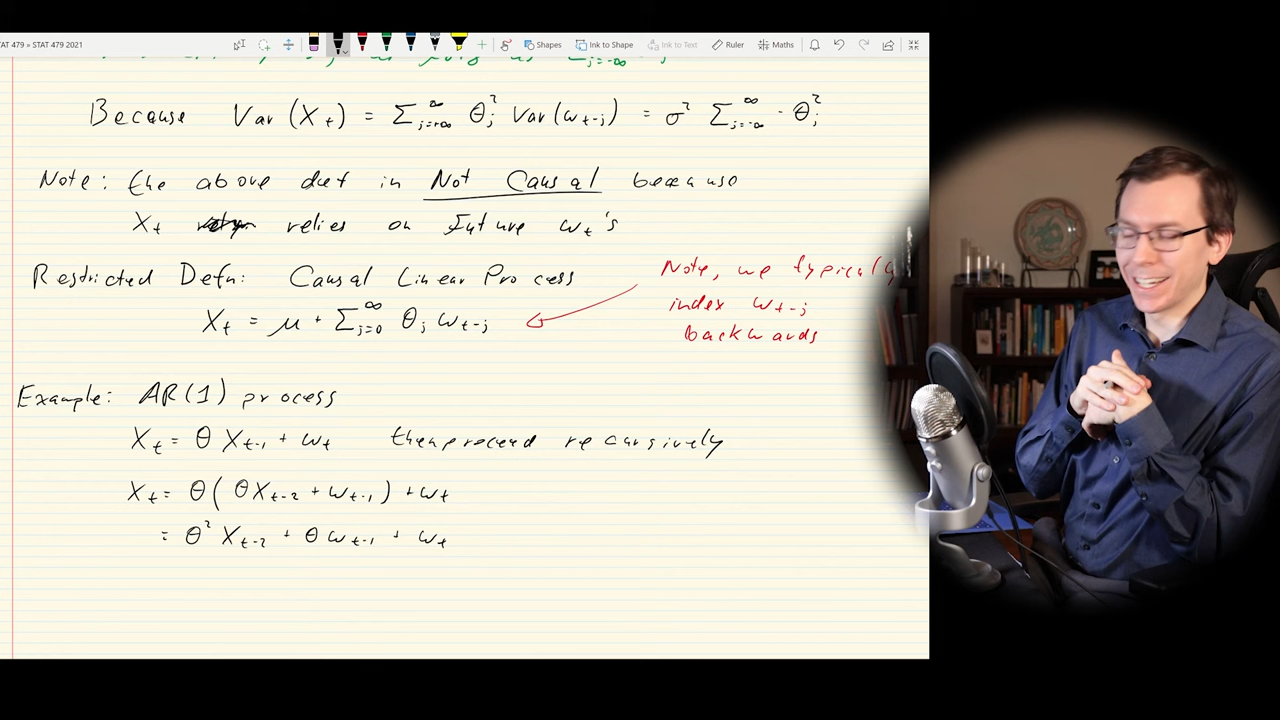 TAT 479 » STAT 479 2021
Shapes Ink to Shape Ink to Text Ruler Maths
Because Var(X_t) = Σ_{j=-∞}^∞ θ_j² Var(w_{t-j}) = σ² Σ_{j=-∞}^∞ θ_j²
Note: the above def in Not Causal because
X_t relies on future w_t's
Restricted Defn: Causal Linear Process
X_t = μ + Σ_{j=0}^∞ θ_j w_{t-j}
Note, we typically
index w_{t-j}
backwards
Example: AR(1) process
X_t = θ X_{t-1} + w_t then proceed recursively
X_t = θ( θX_{t-2} + w_{t-1} ) + w_t
= θ² X_{t-2} + θ w_{t-1} + w_t